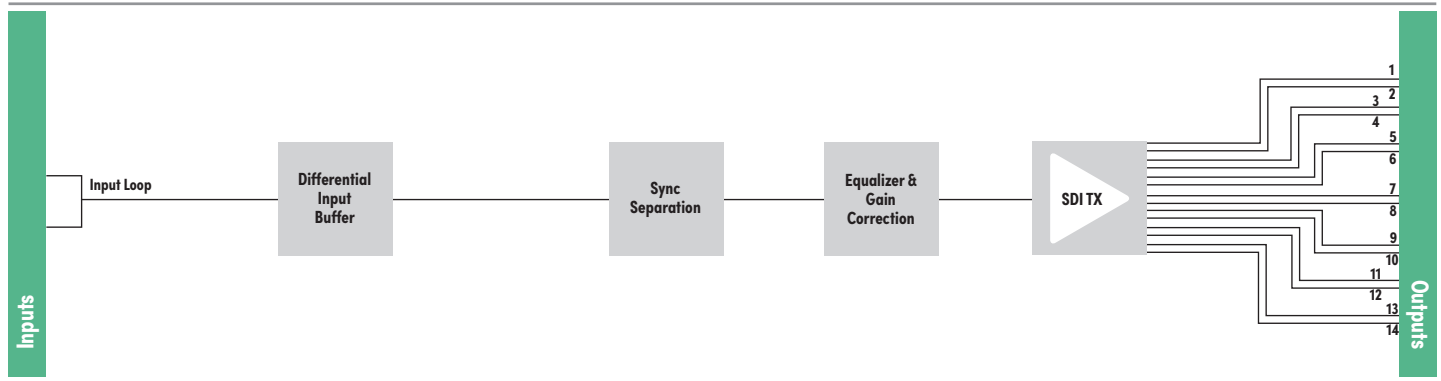 Inputs
Input Loop
Differential
Input
Buffer
Sync
Separation
Equalizer &
Gain
Correction
SDI TX
1
2
3
4
5
6
7
8
9
10
11
12
13
14
Outputs